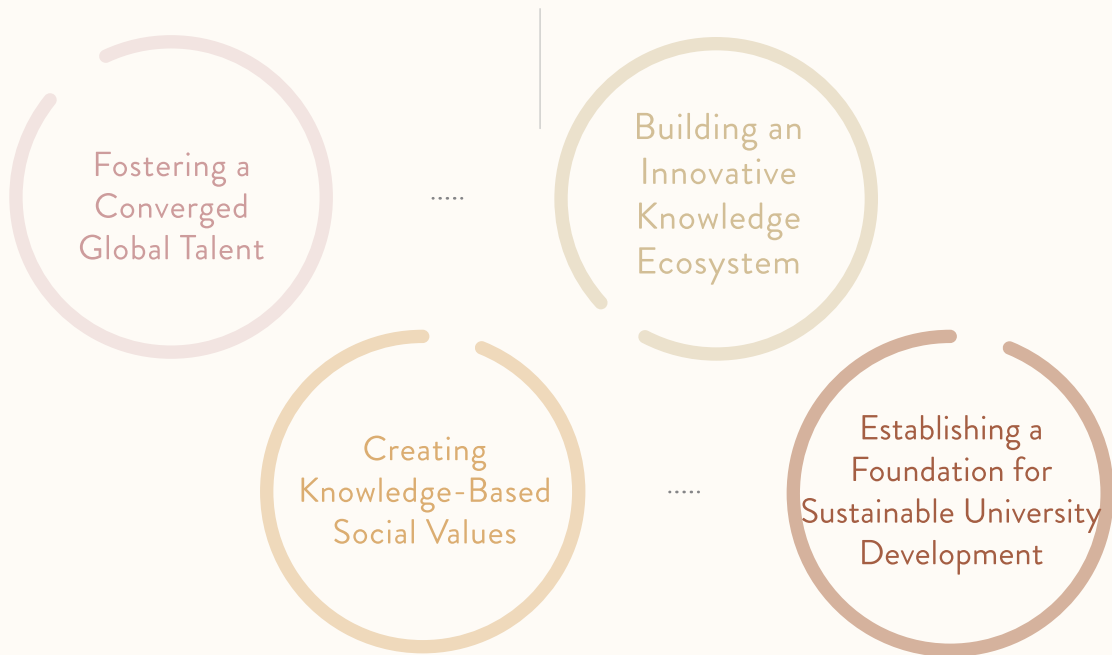 Fostering a
Converged
Global Talent
.....
Building an
Innovative
Knowledge
Ecosystem
Creating
Knowledge-Based
Social Values
.....
Establishing a
Foundation for
Sustainable University
Development